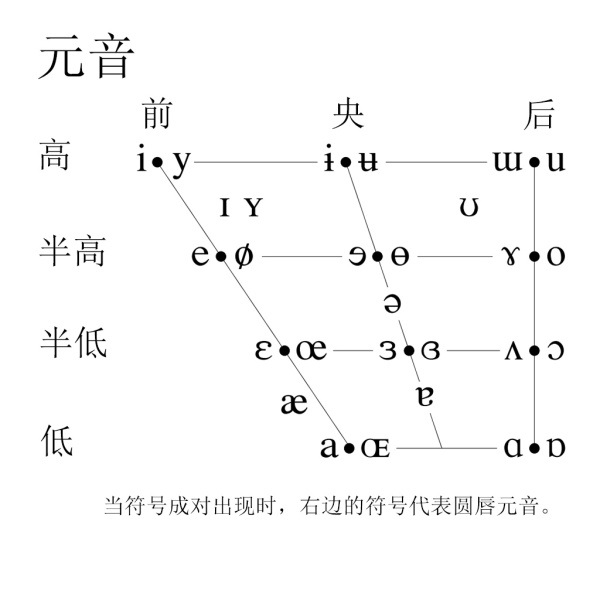 元音
前 央 后
高 i y ɨ ʉ ɯ u
ɪ ʏ ʊ
半高 e ø ɘ ɵ ɤ o
ə
半低 ɛ œ ɜ ɞ ʌ ɔ
æ ɐ
低 a ɶ ɑ ɒ
当符号成对出现时，右边的符号代表圆唇元音。